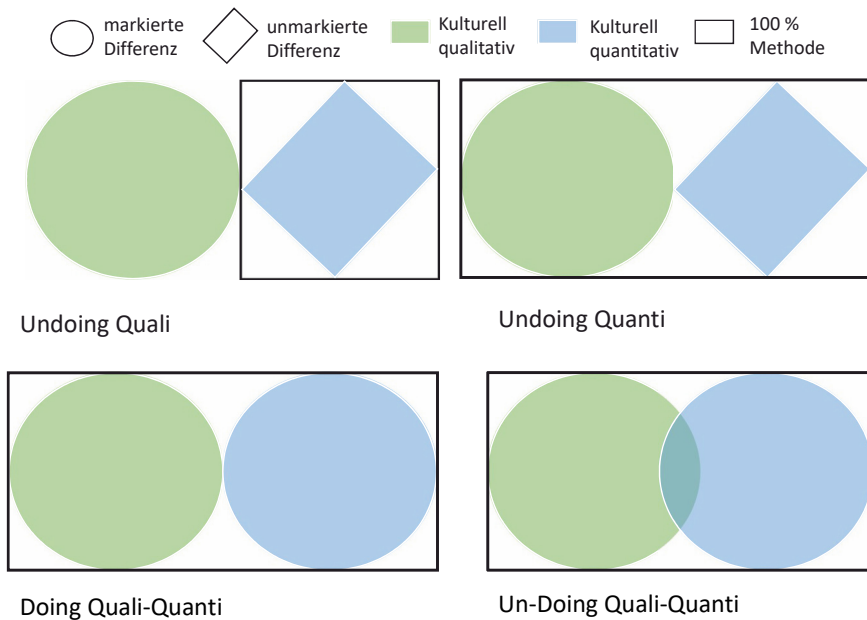 markierte
Differenz
unmarkierte
Differenz
Kulturell
qualitativ
Kulturell
quantitativ
100 %
Methode
Undoing Quali
Undoing Quanti
Doing Quali-Quanti
Un-Doing Quali-Quanti